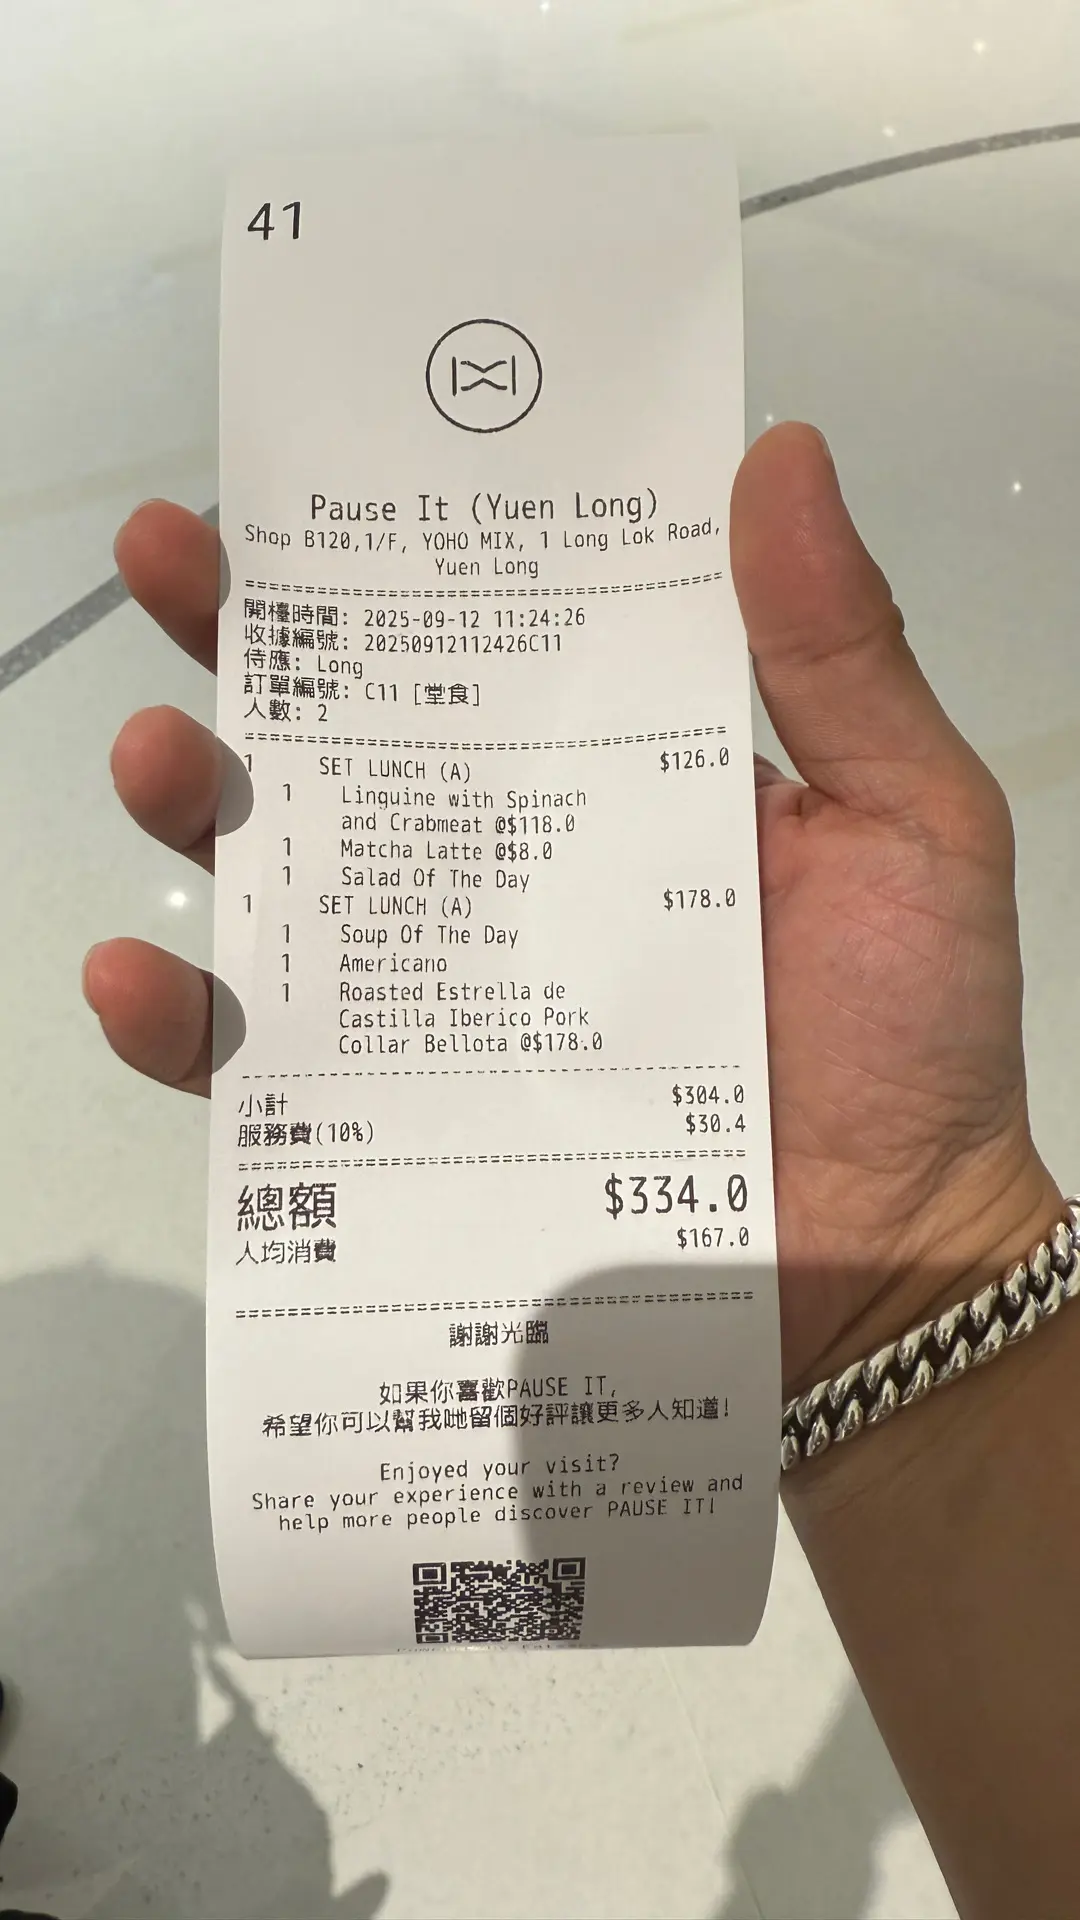 41
Pause It (Yuen Long)
Shop B120,1/F, YOHO MIX, 1 Long Lok Road,
Yuen Long
開檯時間: 2025-09-12 11:24:26
收據編號: 20250912112426C11
侍應: Long
訂單編號: C11 [堂食]
人數: 2
1 SET LUNCH (A) $126.0
1 Linguine with Spinach
and Crabmeat @$118.0
1 Matcha Latte @$8.0
1 Salad Of The Day
1 SET LUNCH (A) $178.0
1 Soup Of The Day
1 Americano
1 Roasted Estrella de
Castilla Iberico Pork
Collar Bellota @$178.0
小計 $304.0
服務費(10%) $30.4
總額 $334.0
人均消費 $167.0
謝謝光臨
如果你喜歡PAUSE IT,
希望你可以幫我哋留個好評讓更多人知道!
Enjoyed your visit?
Share your experience with a review and
help more people discover PAUSE IT!